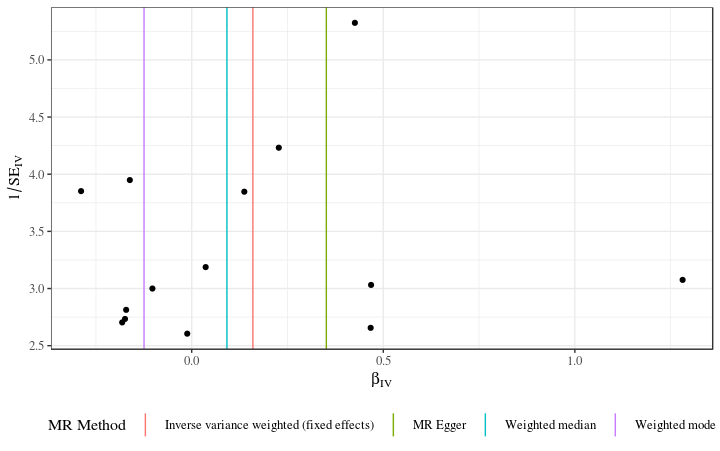 5.0
4.5
4.0
3.5
3.0
2.5
1/SE_IV
0.0 0.5 1.0
β_IV
MR Method Inverse variance weighted (fixed effects) MR Egger Weighted median Weighted mode